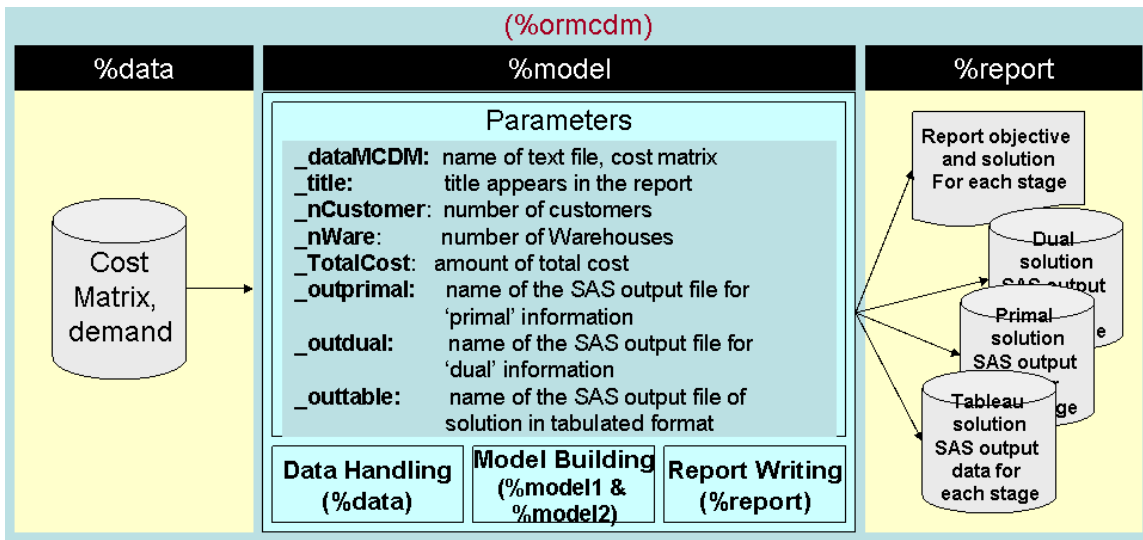 (%ormcdm)
%data
%model
%report
Cost
Matrix,
demand
Parameters
_dataMCDM: name of text file, cost matrix
_title: title appears in the report
_nCustomer: number of customers
_nWare: number of Warehouses
_TotalCost: amount of total cost
_outprimal: name of the SAS output file for
‘primal’ information
_outdual: name of the SAS output file for
‘dual’ information
_outtable: name of the SAS output file of
solution in tabulated format
Data Handling
(%data)
Model Building
(%model1 &
%model2)
Report Writing
(%report)
Report objective
and solution
For each stage
Dual
solution
SAS output
Primal
solution
SAS output
Tableau
solution
SAS output
data for
each stage